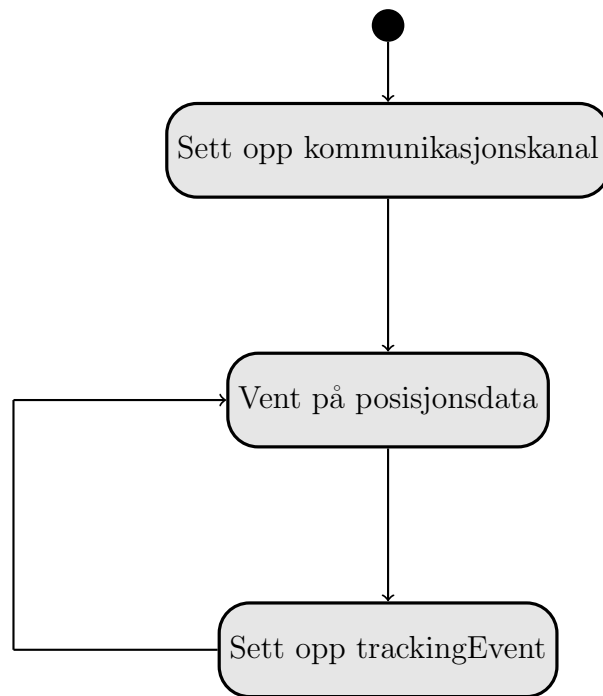 Sett opp kommunikasjonskanal
Vent på posisjonsdata
Sett opp trackingEvent